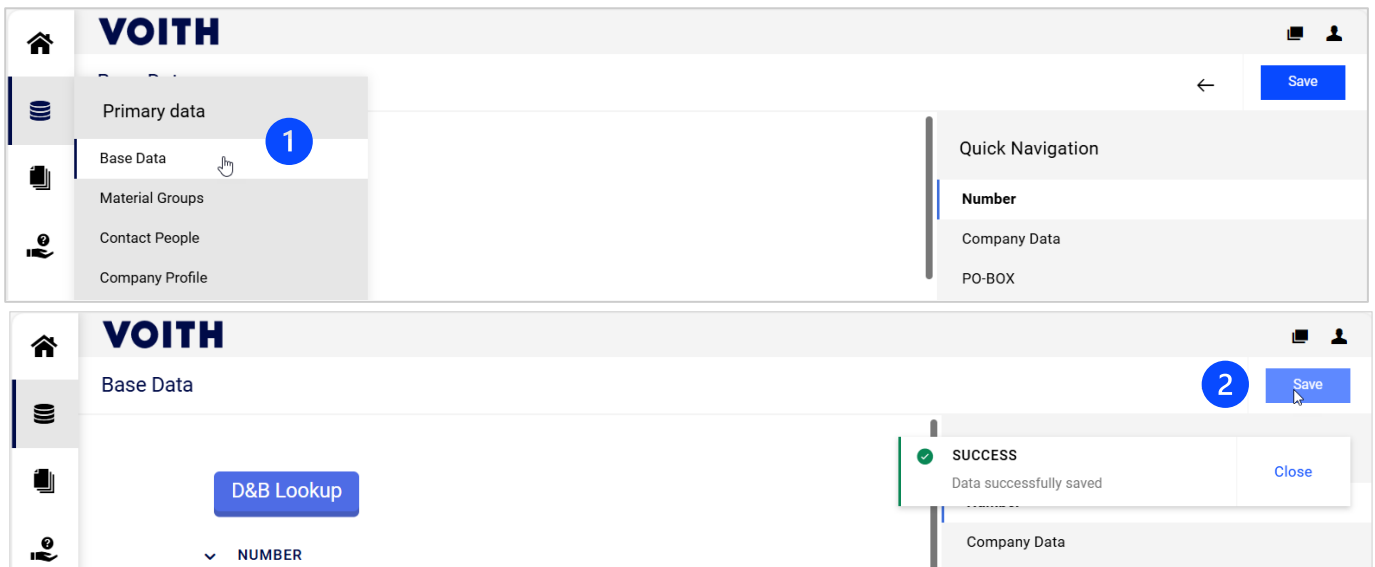 VOITH
Save
Primary data
1
Base Data
Material Groups
Contact People
Company Profile
Quick Navigation
Number
Company Data
PO-BOX
VOITH
Base Data
2
Save
SUCCESS
Data successfully saved
Close
D&B Lookup
NUMBER
Company Data